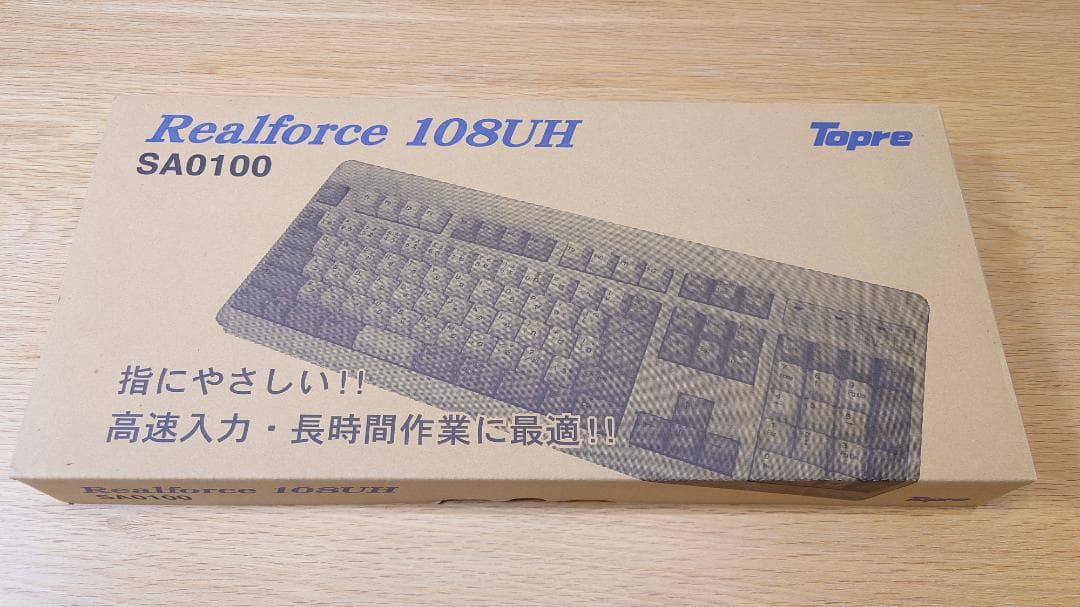 Realforce 108UH
Topre
SA0100
指にやさしい!!
高速入力・長時間作業に最適!!
Realforce 108UH
SA0100
Topre